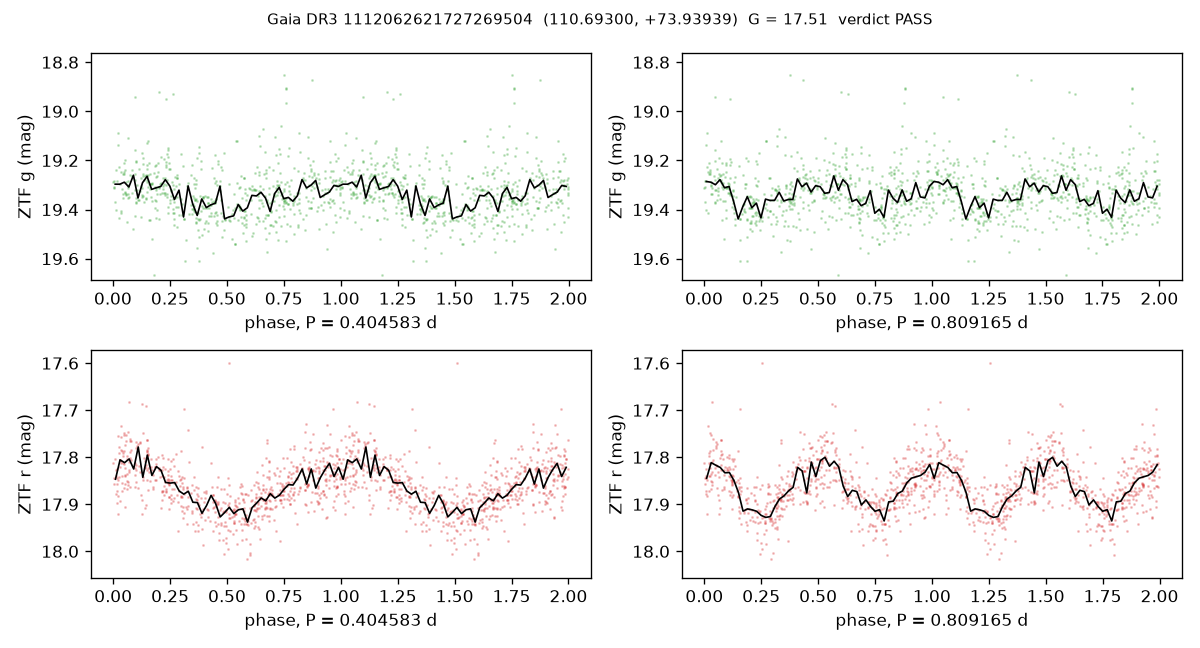 Gaia DR3 1112062621727269504 (110.69300, +73.93939) G = 17.51 verdict PASS
ZTF g (mag)
18.8
19.0
19.2
19.4
19.6
0.00 0.25 0.50 0.75 1.00 1.25 1.50 1.75 2.00
phase, P = 0.404583 d
ZTF g (mag)
18.8
19.0
19.2
19.4
19.6
0.00 0.25 0.50 0.75 1.00 1.25 1.50 1.75 2.00
phase, P = 0.809165 d
ZTF r (mag)
17.6
17.7
17.8
17.9
18.0
0.00 0.25 0.50 0.75 1.00 1.25 1.50 1.75 2.00
phase, P = 0.404583 d
ZTF r (mag)
17.6
17.7
17.8
17.9
18.0
0.00 0.25 0.50 0.75 1.00 1.25 1.50 1.75 2.00
phase, P = 0.809165 d